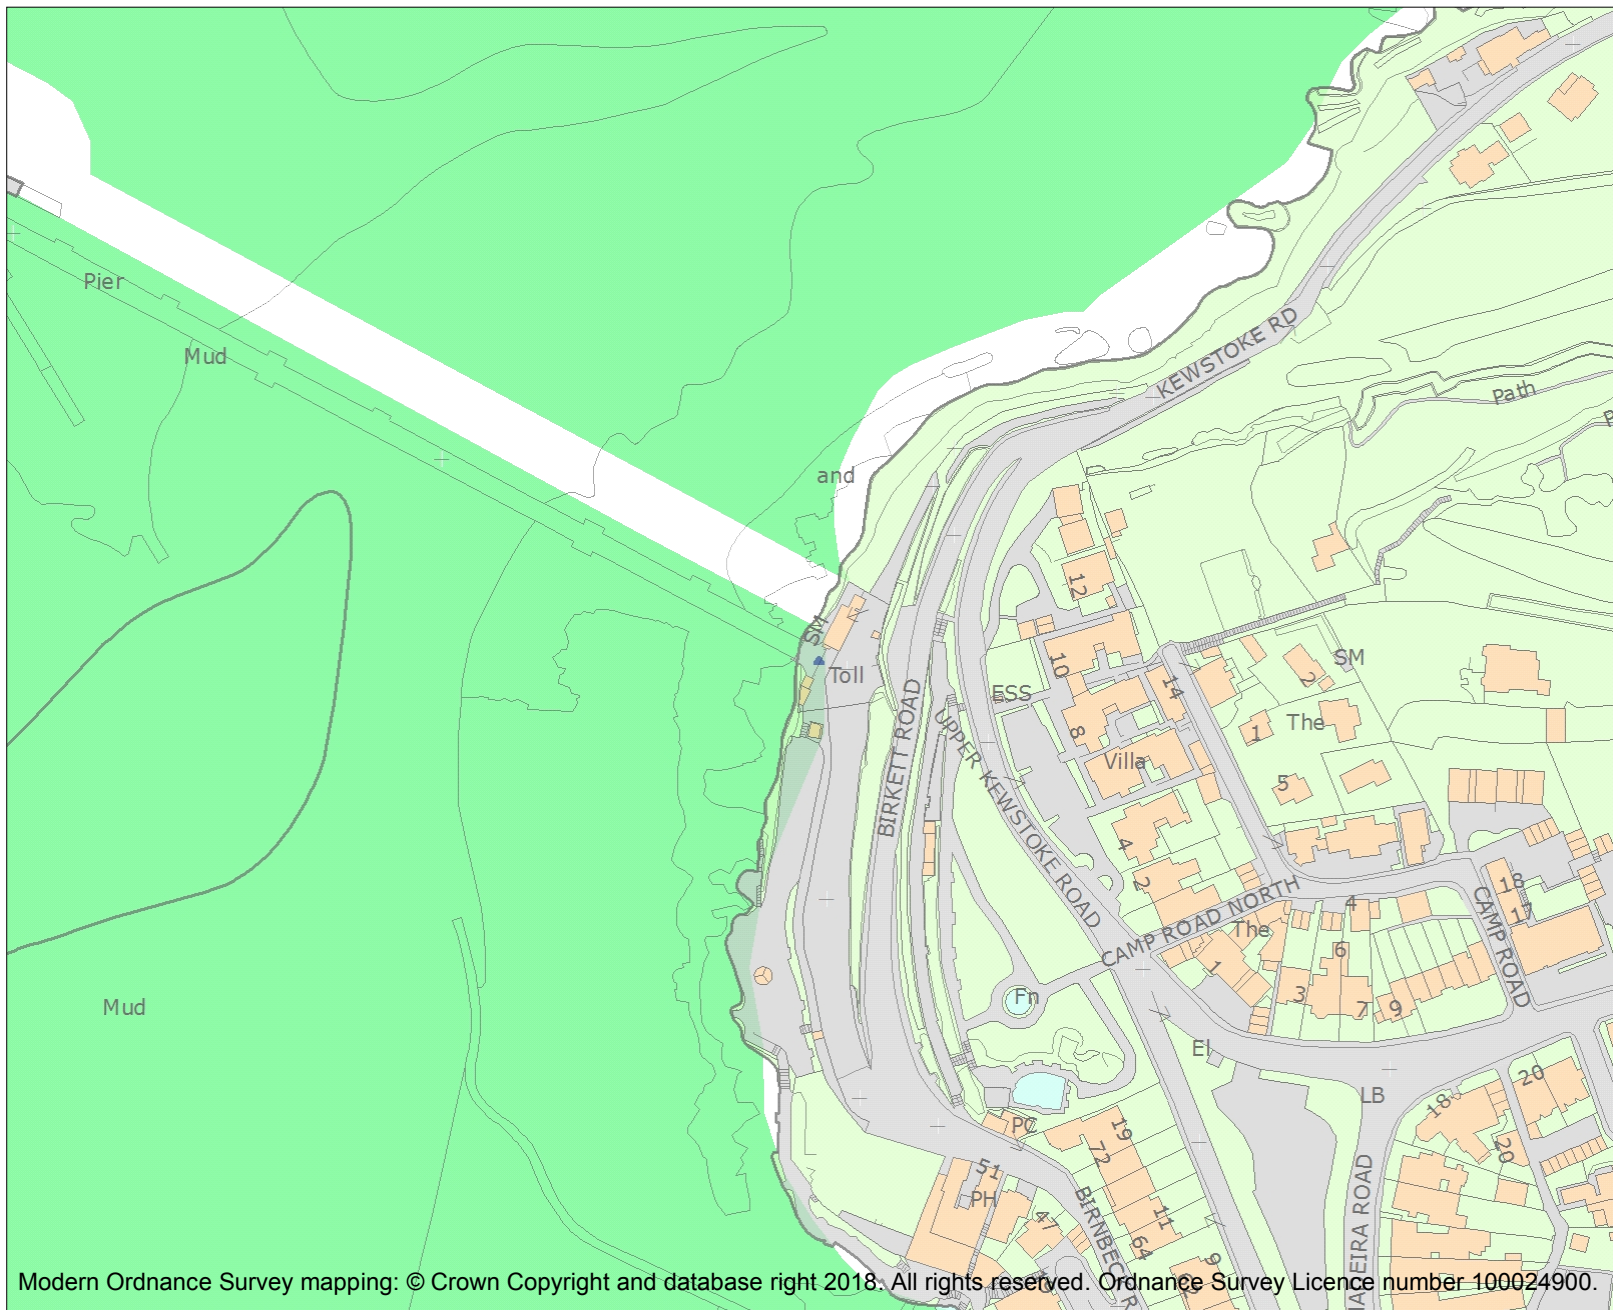 KEWSTOKE RD
Pier
Mud
Path
and
12
SM
Toll
10
ESS
14
SM
2
BIRKETT ROAD
UPPER KEWSTOKE ROAD
8
Villa
1
The
5
4
2
CAMP ROAD NORTH
4
18
17
CAMP ROAD
The
1
6
3
7
9
Fn
Mud
El
LB
20
18
20
PC
19
72
51
PH
47
11
64
9
BIRNBECK R
MADEIRA ROAD
Modern Ordnance Survey mapping: © Crown Copyright and database right 2018. All rights reserved. Ordnance Survey Licence number 100024900.